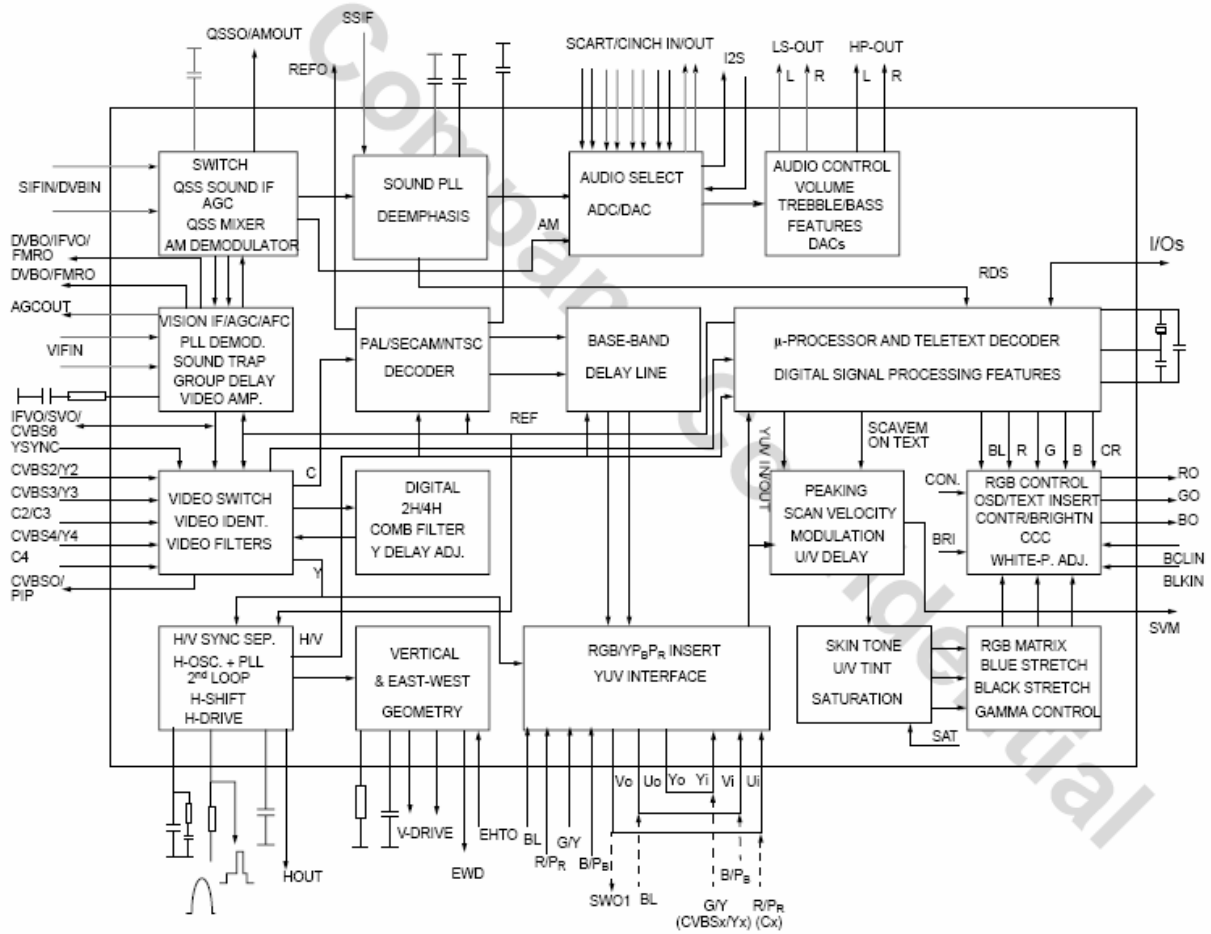 QSSO/AMOUT
SSIF
REFO
SCART/CINCH IN/OUT
I2S
LS-OUT
HP-OUT
L
R
L
R
SIFIN/DVBIN
SWITCH
QSS SOUND IF
AGC
QSS MIXER
AM DEMODULATOR
SOUND PLL
DEEMPHASIS
AM
AUDIO SELECT
ADC/DAC
AUDIO CONTROL
VOLUME
TREBBLE/BASS
FEATURES
DACs
DVBO/IFVO/
FMRO
DVBO/FMRO
AGCOUT
VIFIN
I/Os
RDS
VISION IF/AGC/AFC
PLL DEMOD.
SOUND TRAP
GROUP DELAY
VIDEO AMP.
PAL/SECAM/NTSC
DECODER
BASE-BAND
DELAY LINE
µ-PROCESSOR AND TELETEXT DECODER
DIGITAL SIGNAL PROCESSING FEATURES
IFVO/SVO/
CVBS6
YSYNC
CVBS2/Y2
CVBS3/Y3
C2/C3
CVBS4/Y4
C4
CVBSO/
PIP
REF
C
YUV IN/OUT
SCAVEM
ON TEXT
BL
R
G
B
CR
VIDEO SWITCH
VIDEO IDENT.
VIDEO FILTERS
DIGITAL
2H/4H
COMB FILTER
Y DELAY ADJ.
PEAKING
SCAN VELOCITY
MODULATION
U/V DELAY
CON.
BRI
RGB CONTROL
OSD/TEXT INSERT
CONTR/BRIGHTN
CCC
WHITE-P. ADJ.
RO
GO
BO
BCLIN
BLKIN
SVM
Y
H/V
H/V SYNC SEP.
H-OSC. + PLL
2nd LOOP
H-SHIFT
H-DRIVE
VERTICAL
& EAST-WEST
GEOMETRY
RGB/YPBPR INSERT
YUV INTERFACE
SKIN TONE
U/V TINT
SATURATION
RGB MATRIX
BLUE STRETCH
BLACK STRETCH
GAMMA CONTROL
SAT
Vo
Uo
Yo
Yi
Vi
Ui
HOUT
V-DRIVE
EWD
EHTO
BL
R/PR
G/Y
B/PB
SWO1
BL
G/Y
(CVBSx/Yx)
B/PB
R/PR
(Cx)
Company Confidential